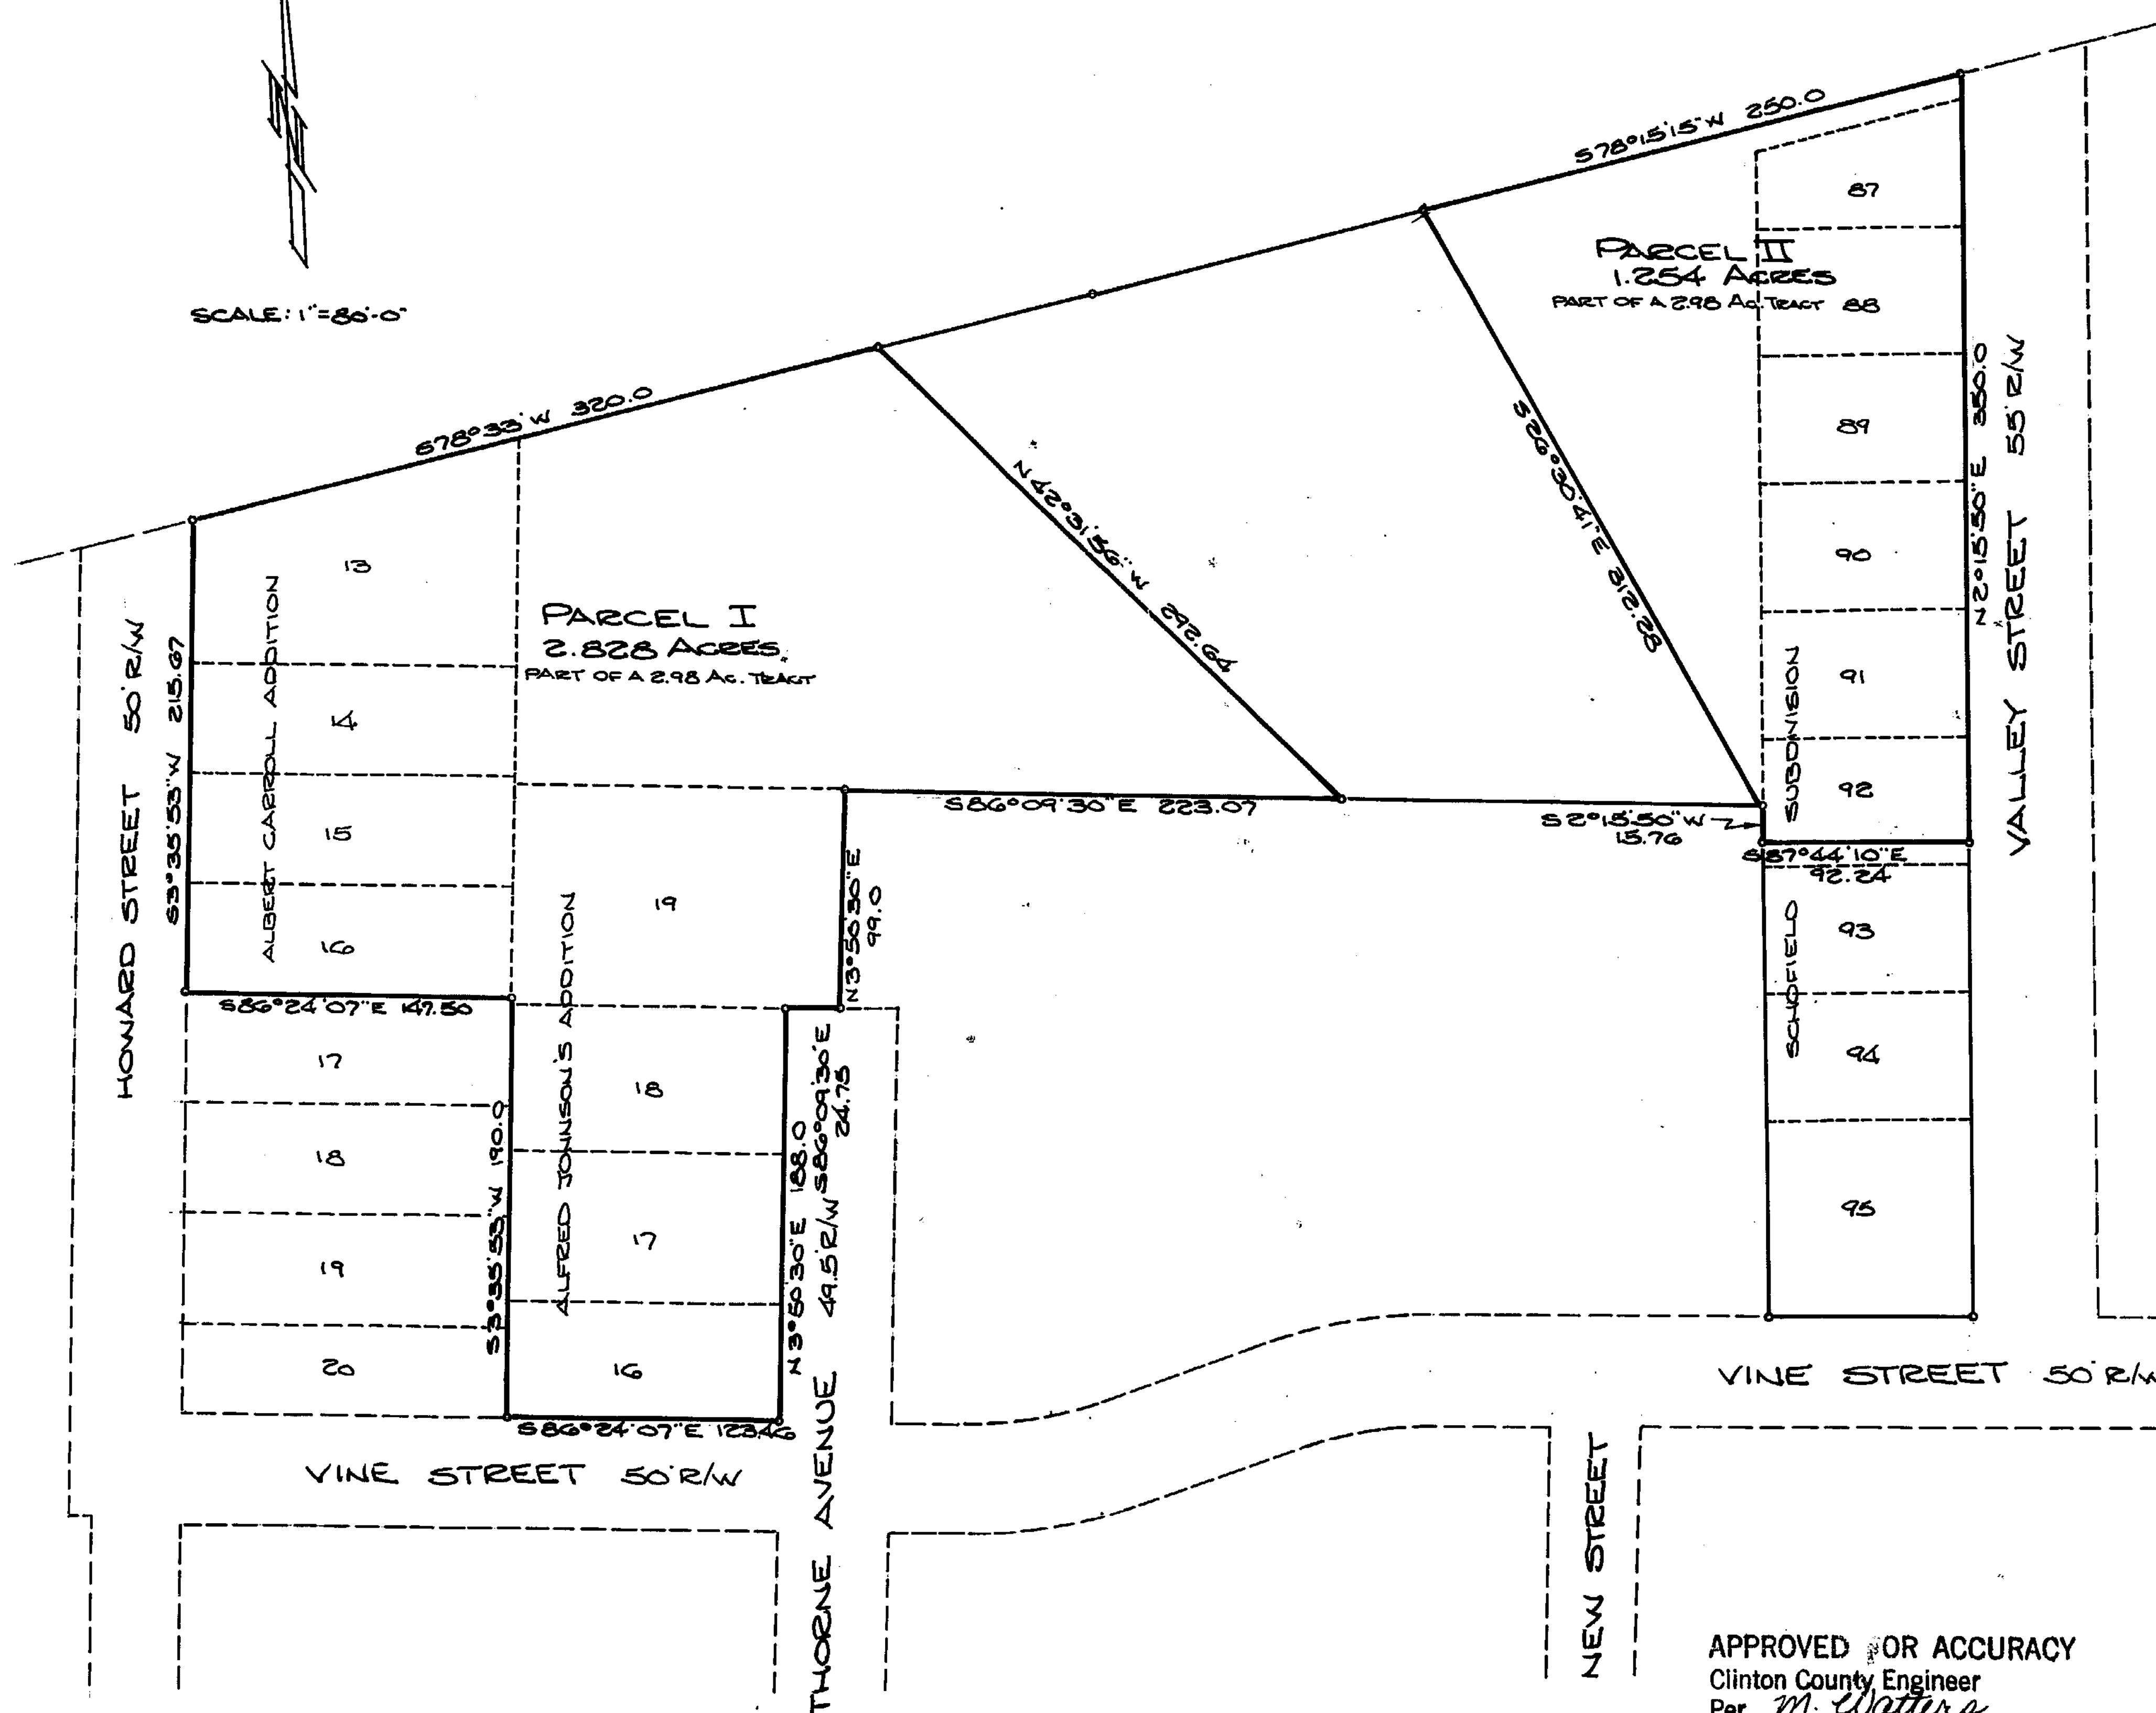 N
SCALE: 1"=80'-0"
S78°15'15"W 250.0
87
PARCEL II
1.254 ACRES
PART OF A 2.98 AC. TRACT
88
S78°33'W 320.0
89
N2°15'50"E 350.0
VALLEY STREET 55' R/W
S26°30'41"E 312.28
N42°31'56"W 292.64
90
13
PARCEL I
2.828 ACRES
PART OF A 2.98 AC. TRACT
HOWARD STREET 50' R/W
S3°35'53"W 215.67
ALBERT CARROLL ADDITION
91
14
92
SCHOFIELD SUBDIVISION
S86°09'30"E 223.07
S2°15'50"W
15.76
S87°44'10"E
92.24
15
19
N3°50'30"E
99.0
16
93
S86°24'07"E 147.50
94
17
18
ALFRED JOHNSON'S ADDITION
S86°09'30"E
24.75
18
S3°35'53"W 190.0
N3°50'30"E 188.0
95
17
19
20
16
S86°24'07"E 123.46
VINE STREET 50' R/W
VINE STREET 50' R/W
THORNE AVENUE 49.5' R/W
NEW STREET
APPROVED FOR ACCURACY
Clinton County Engineer
Per M. Watters